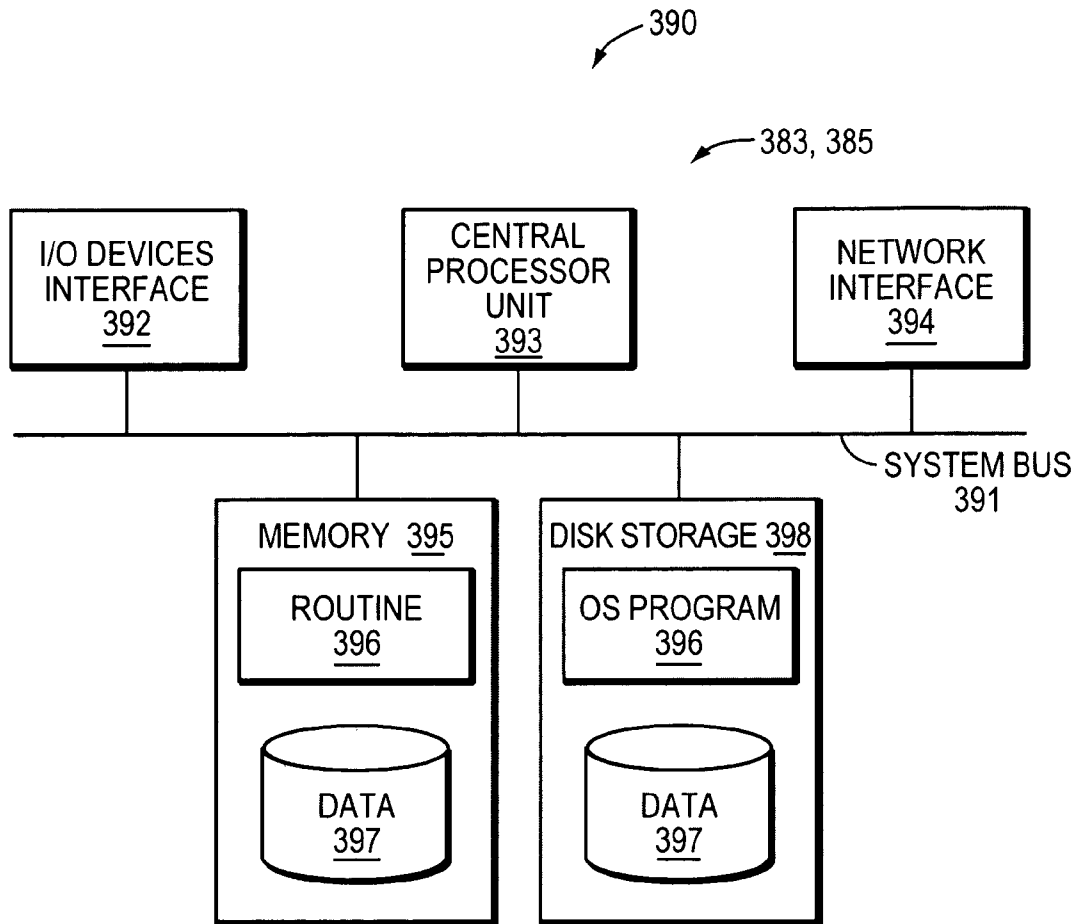 390
383, 385
I/O DEVICES
INTERFACE
392
CENTRAL
PROCESSOR
UNIT
393
NETWORK
INTERFACE
394
SYSTEM BUS
391
MEMORY 395
ROUTINE
396
DATA
397
DISK STORAGE 398
OS PROGRAM
396
DATA
397